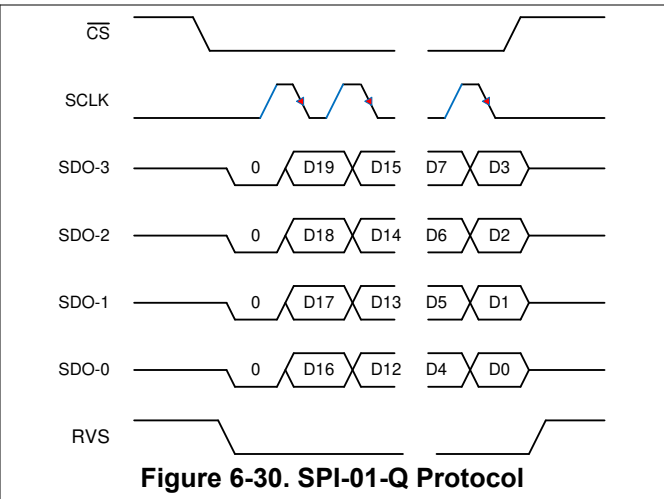 CS
SCLK
SDO-3 0 D19 D15 D7 D3
SDO-2 0 D18 D14 D6 D2
SDO-1 0 D17 D13 D5 D1
SDO-0 0 D16 D12 D4 D0
RVS
Figure 6-30. SPI-01-Q Protocol